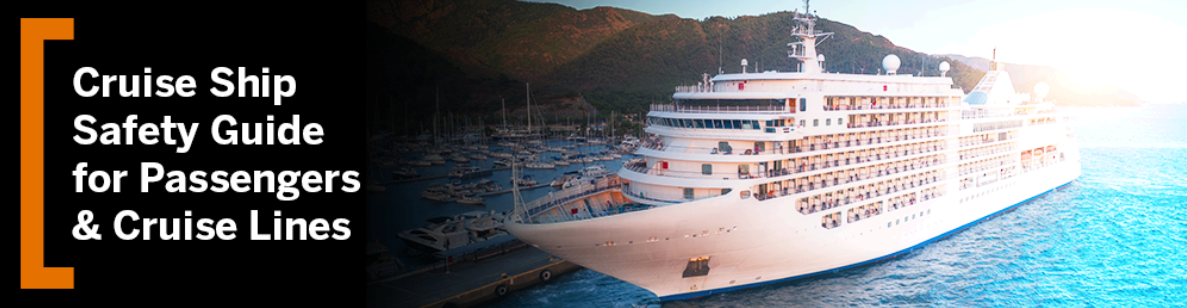 Cruise Ship
Safety Guide
for Passengers
& Cruise Lines